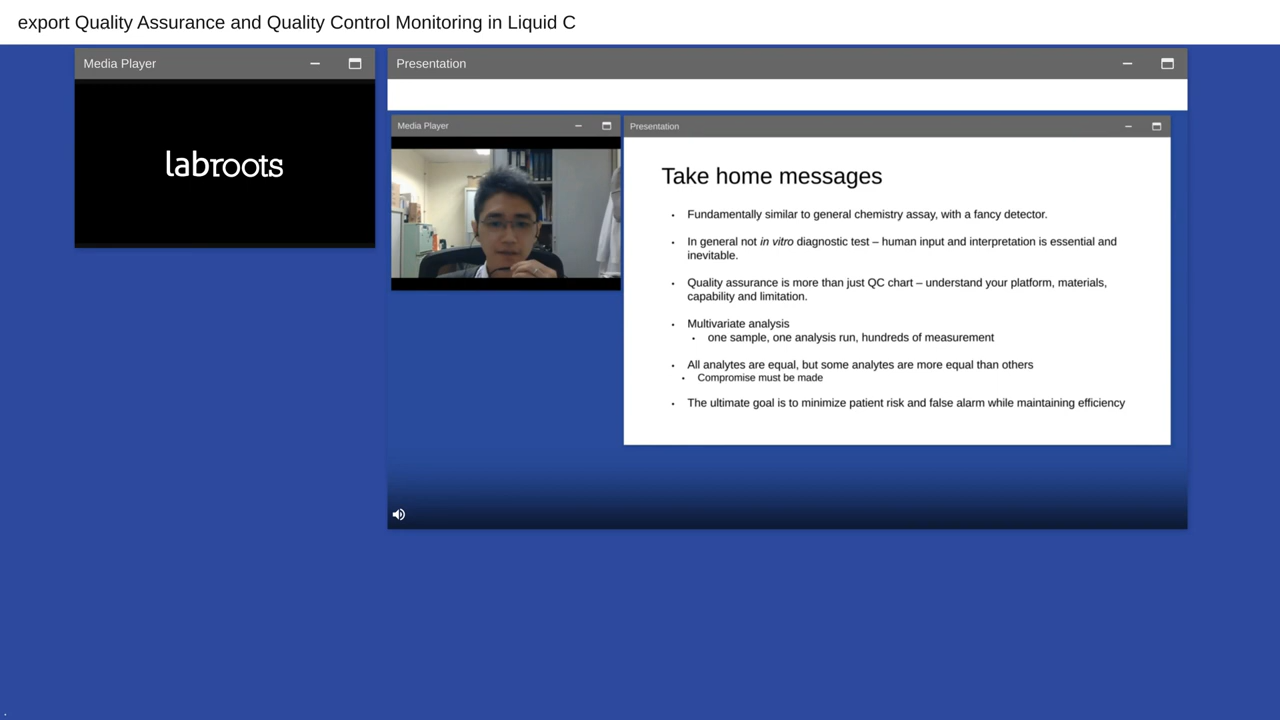 export Quality Assurance and Quality Control Monitoring in Liquid C
Media Player
labroots
Presentation
Media Player
Presentation
Take home messages
• Fundamentally similar to general chemistry assay, with a fancy detector.
• In general not in vitro diagnostic test – human input and interpretation is essential and
inevitable.
• Quality assurance is more than just QC chart – understand your platform, materials,
capability and limitation.
• Multivariate analysis
• one sample, one analysis run, hundreds of measurement
• All analytes are equal, but some analytes are more equal than others
• Compromise must be made
• The ultimate goal is to minimize patient risk and false alarm while maintaining efficiency